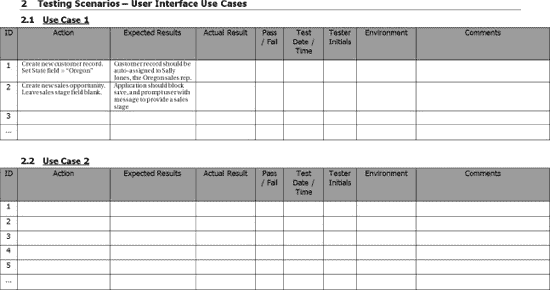 2 Testing Scenarios – User Interface Use Cases
2.1 Use Case 1
ID Action Expected Results Actual Result Pass / Fail Test Date / Time Tester Initials Environment Comments
1 Create new customer record. Set State field = "Oregon" Customer record should be auto-assigned to Sally Jones, the Oregon sales rep.
2 Create new sales opportunity. Leave sales stage field blank. Application should block save, and prompt user with message to provide a sales stage
3
...
2.2 Use Case 2
ID Action Expected Results Actual Result Pass / Fail Test Date / Time Tester Initials Environment Comments
1
2
3
4
5
...